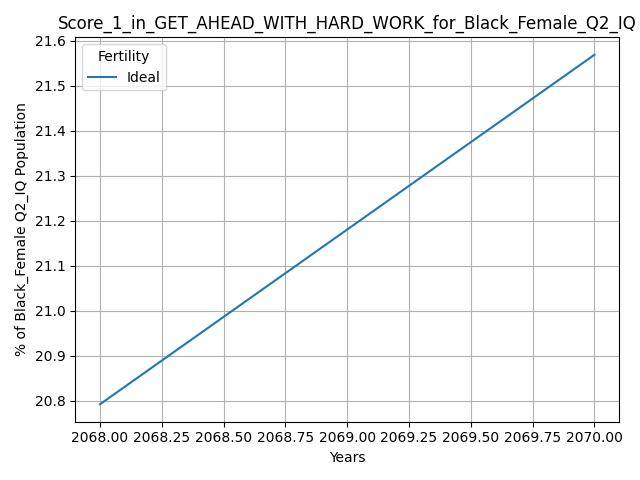 Score_1_in_GET_AHEAD_WITH_HARD_WORK_for_Black_Female_Q2_IQ
21.6
21.5
21.4
21.3
21.2
21.1
21.0
20.9
20.8
% of Black_Female Q2_IQ Population
Fertility
Ideal
2068.00 2068.25 2068.50 2068.75 2069.00 2069.25 2069.50 2069.75 2070.00
Years